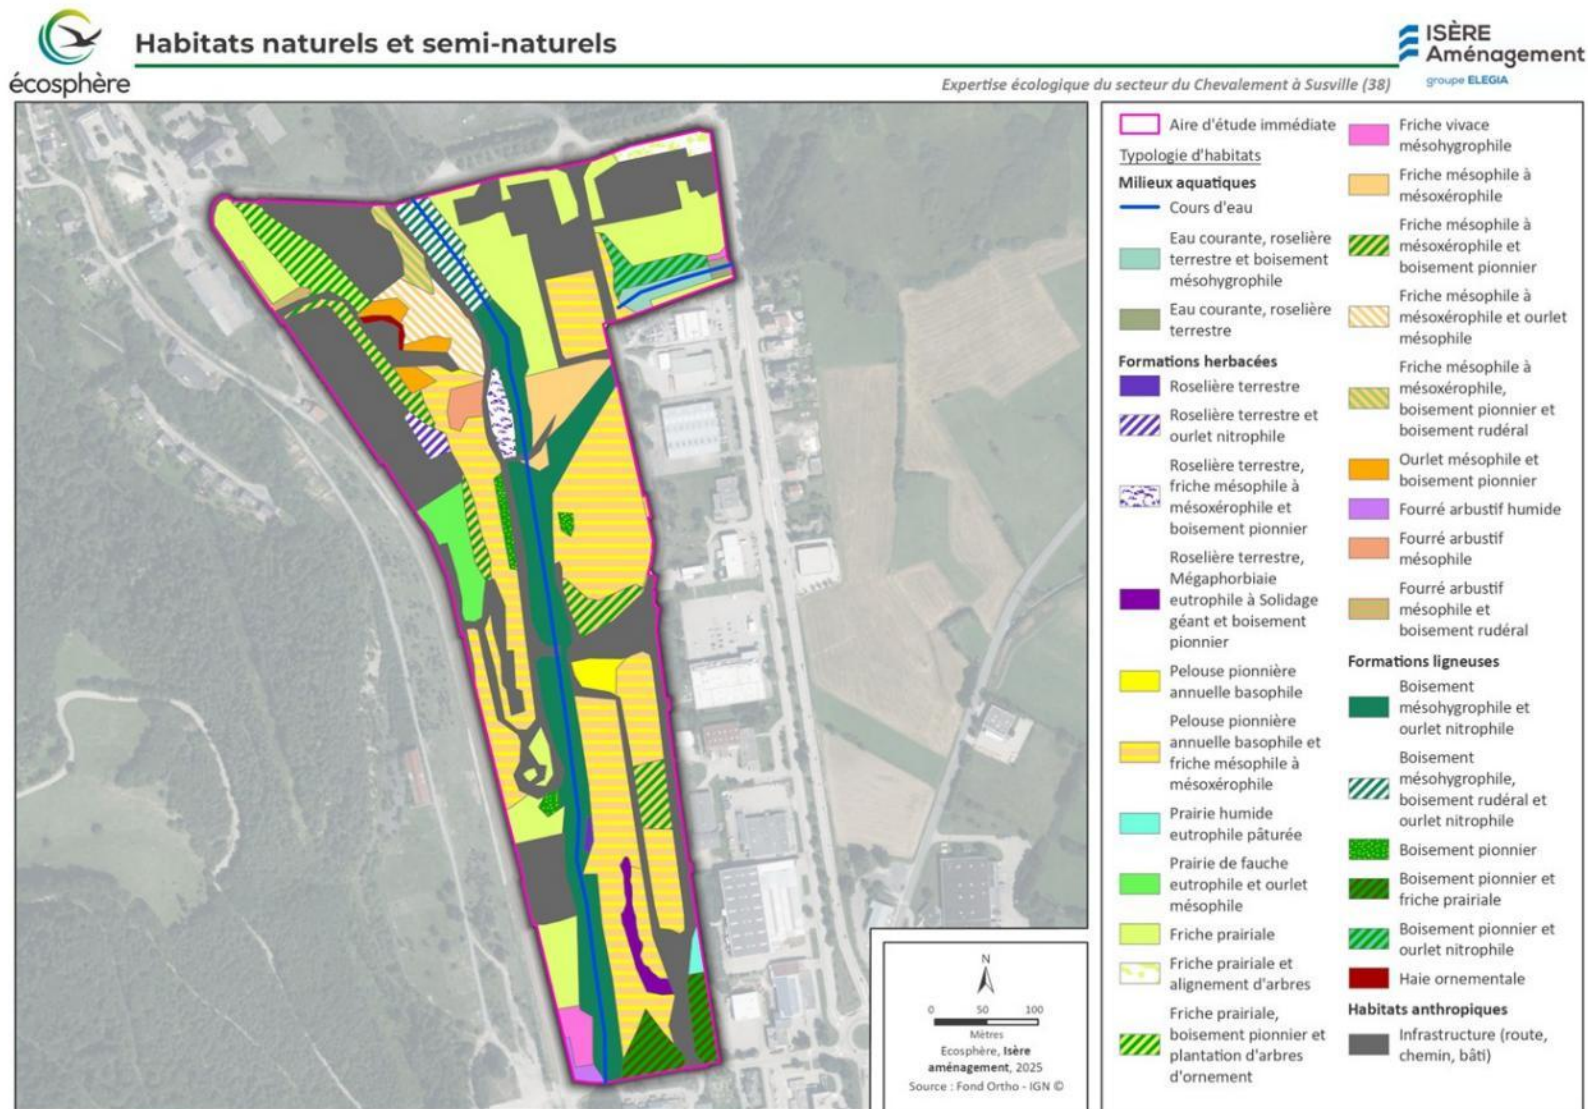 écosphère
Habitats naturels et semi-naturels
ISÈRE
Aménagement
groupe ELEGIA
Expertise écologique du secteur du Chevalement à Susville (38)
Aire d'étude immédiate
Typologie d'habitats
Milieux aquatiques
Cours d'eau
Eau courante, roselière
terrestre et boisement
mésohygrophile
Eau courante, roselière
terrestre
Formations herbacées
Roselière terrestre
Roselière terrestre et
ourlet nitrophile
Roselière terrestre,
friche mésophile à
mésoxérophile et
boisement pionnier
Roselière terrestre,
Mégaphorbiaie
eutrophile à Solidage
géant et boisement
pionnier
Pelouse pionnière
annuelle basophile
Pelouse pionnière
annuelle basophile et
friche mésophile à
mésoxérophile
Prairie humide
eutrophile pâturée
Prairie de fauche
eutrophile et ourlet
mésophile
Friche prairiale
Friche prairiale et
alignement d'arbres
Friche prairiale,
boisement pionnier et
plantation d'arbres
d'ornement
Friche vivace
mésohygrophile
Friche mésophile à
mésoxérophile
Friche mésophile à
mésoxérophile et
boisement pionnier
Friche mésophile à
mésoxérophile et ourlet
mésophile
Friche mésophile à
mésoxérophile,
boisement pionnier et
boisement rudéral
Ourlet mésophile et
boisement pionnier
Fourré arbustif humide
Fourré arbustif
mésophile
Fourré arbustif
mésophile et
boisement rudéral
Formations ligneuses
Boisement
mésohygrophile et
ourlet nitrophile
Boisement
mésohygrophile,
boisement rudéral et
ourlet nitrophile
Boisement pionnier
Boisement pionnier et
friche prairiale
Boisement pionnier et
ourlet nitrophile
Haie ornementale
Habitats anthropiques
Infrastructure (route,
chemin, bâti)
N
0 50 100
Mètres
Ecosphère, Isère
aménagement, 2025
Source : Fond Ortho - IGN ©